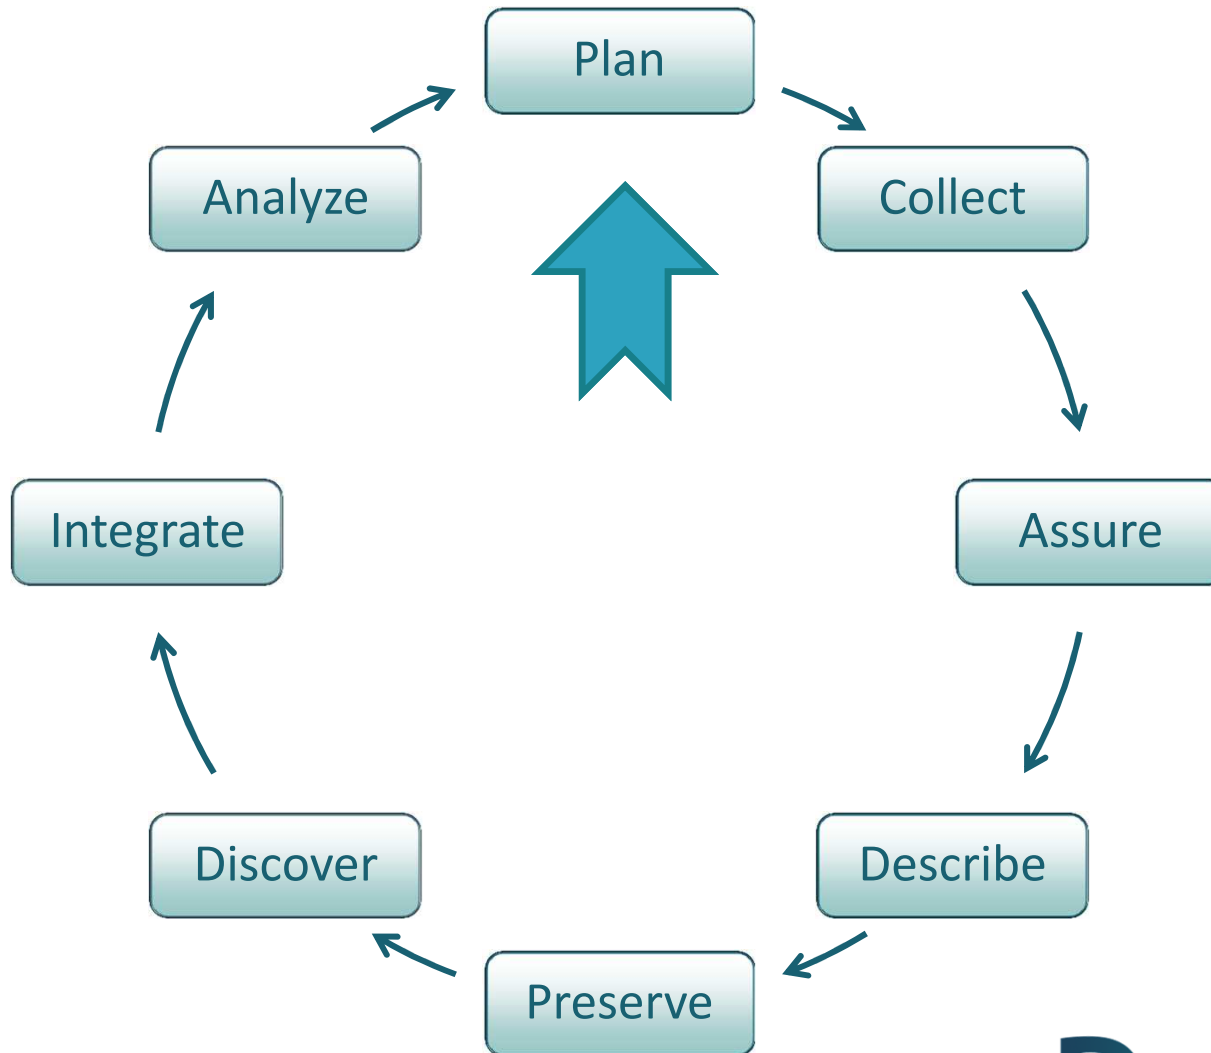 Plan
Collect
Assure
Describe
Preserve
Discover
Integrate
Analyze